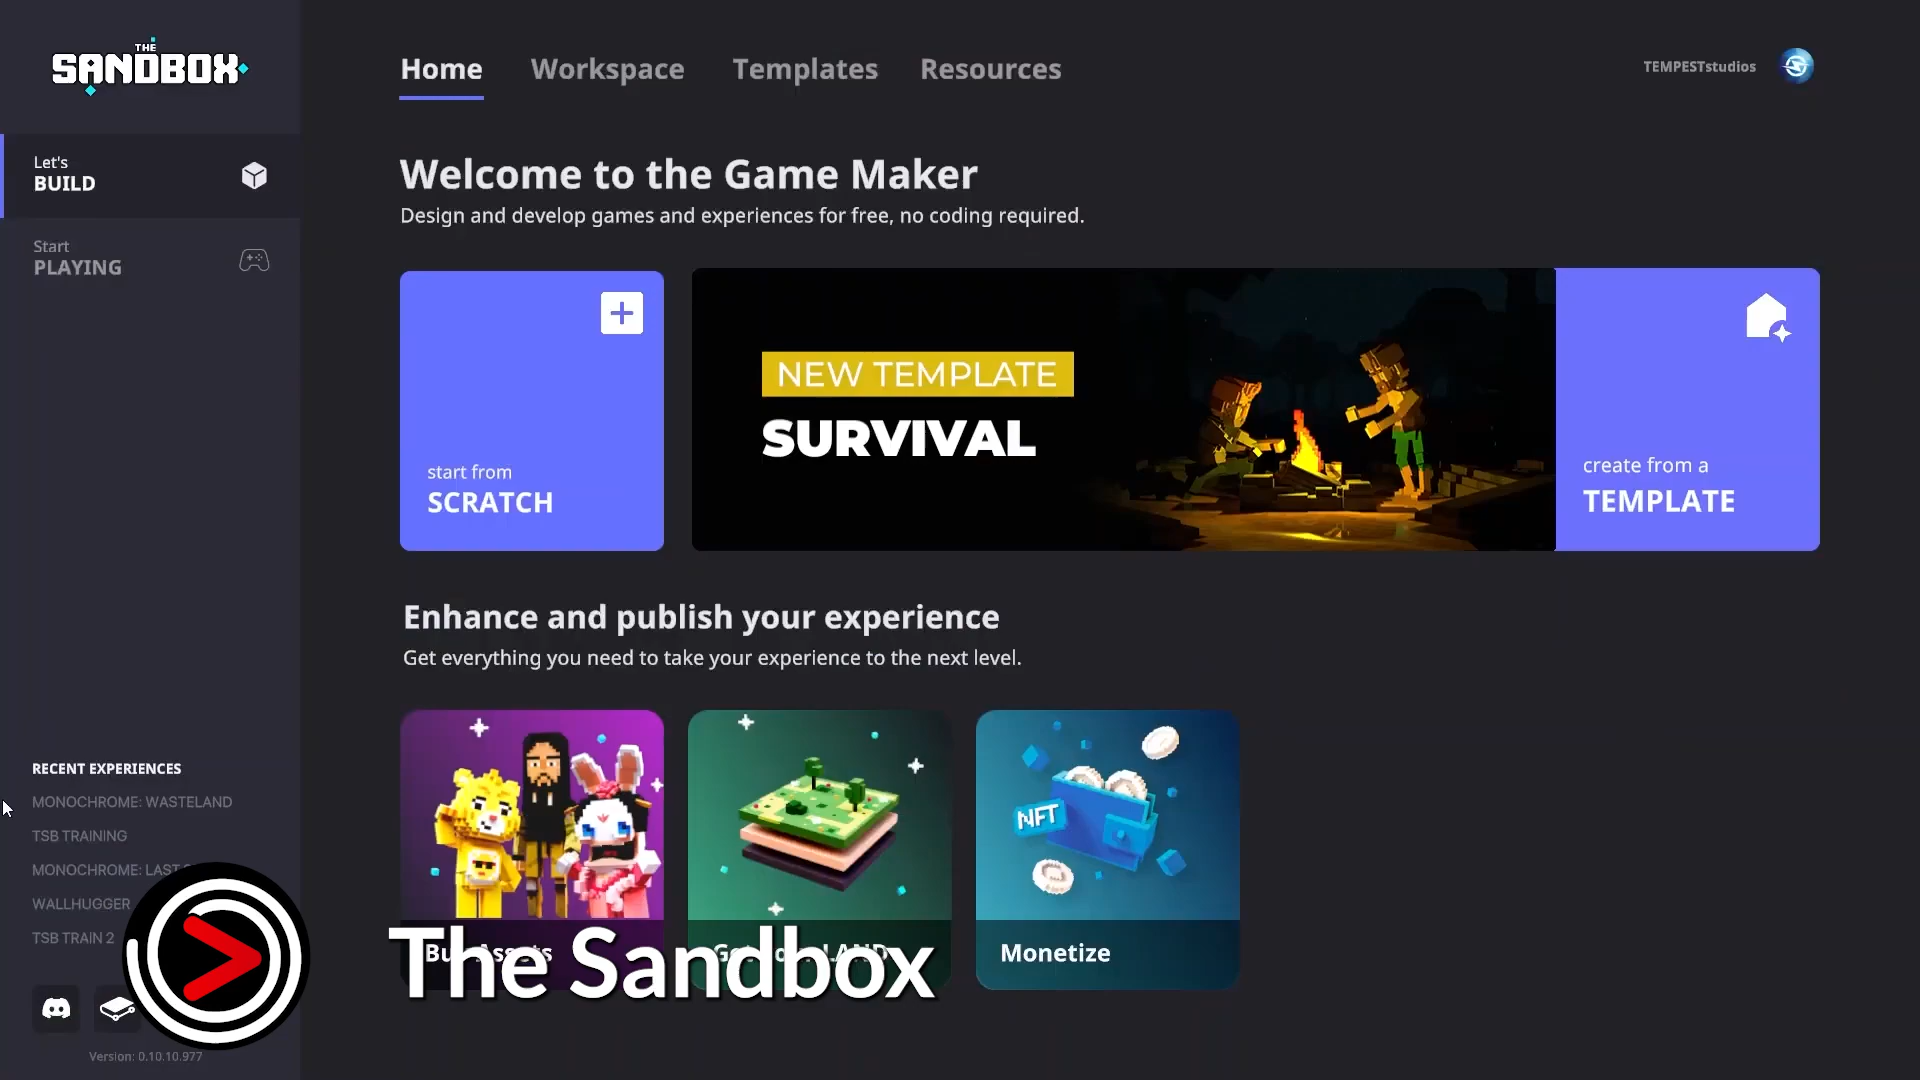 THE
SANDBOX
Home
Workspace
Templates
Resources
TEMPESTstudios
Let's
BUILD
Start
PLAYING
Welcome to the Game Maker
Design and develop games and experiences for free, no coding required.
start from
SCRATCH
NEW TEMPLATE
SURVIVAL
create from a
TEMPLATE
Enhance and publish your experience
Get everything you need to take your experience to the next level.
NFT
Monetize
RECENT EXPERIENCES
MONOCHROME: WASTELAND
TSB TRAINING
MONOCHROME: LAST
WALLHUGGER
TSB TRAIN 2
The Sandbox
Version: 0.10.10.977